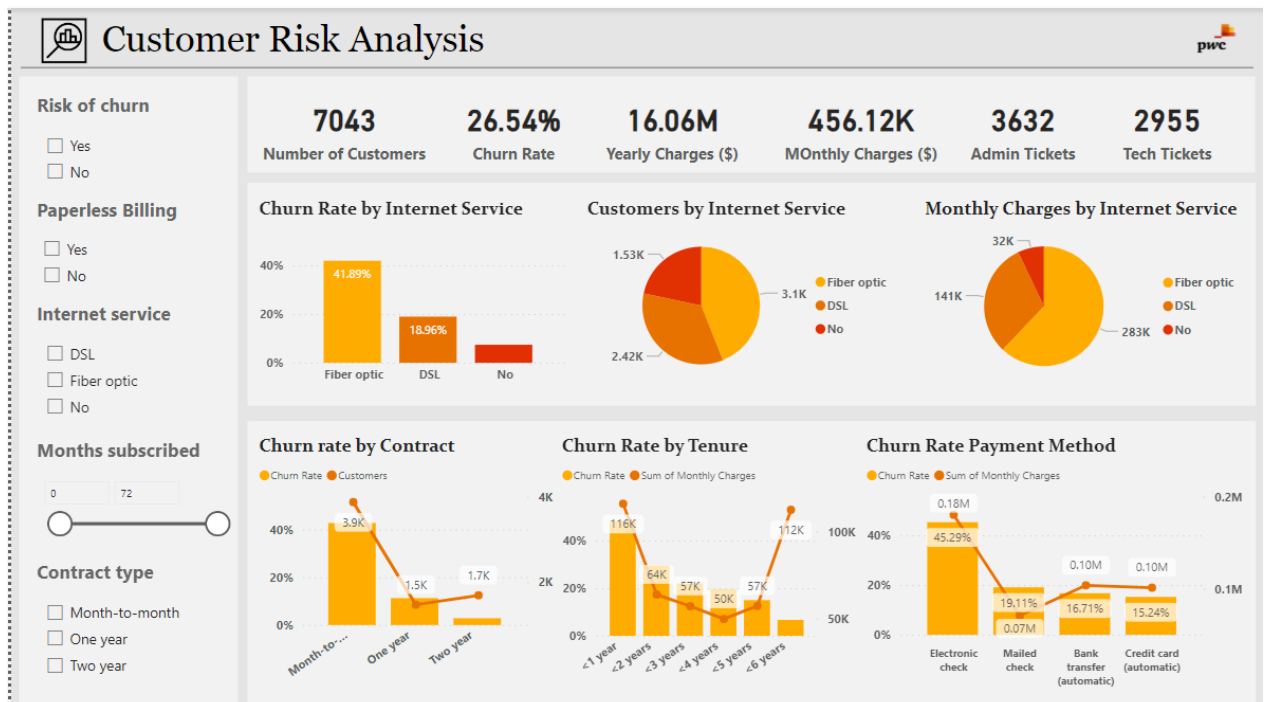 Customer Risk Analysis
pwc
Risk of churn
Yes
No
Paperless Billing
Yes
No
Internet service
DSL
Fiber optic
No
Months subscribed
0 72
Contract type
Month-to-month
One year
Two year
7043 26.54% 16.06M 456.12K 3632 2955
Number of Customers Churn Rate Yearly Charges ($) MOnthly Charges ($) Admin Tickets Tech Tickets
Churn Rate by Internet Service
40%
20%
0%
41.89%
18.96%
Fiber optic DSL No
Customers by Internet Service
1.53K
3.1K
2.42K
Fiber optic
DSL
No
Monthly Charges by Internet Service
32K
141K
283K
Fiber optic
DSL
No
Churn rate by Contract
Churn Rate Customers
4K
40%
20%
0%
2K
3.9K
1.5K
1.7K
Month-to-...
One year
Two year
Churn Rate by Tenure
Churn Rate Sum of Monthly Charges
40%
20%
0%
100K
50K
116K
64K
57K
50K
57K
112K
<1 year
<2 years
<3 years
<4 years
<5 years
<6 years
Churn Rate Payment Method
Churn Rate Sum of Monthly Charges
40%
20%
0%
0.2M
0.1M
0.18M
45.29%
19.11%
0.07M
0.10M
16.71%
0.10M
15.24%
Electronic
check
Mailed
check
Bank
transfer
(automatic)
Credit card
(automatic)